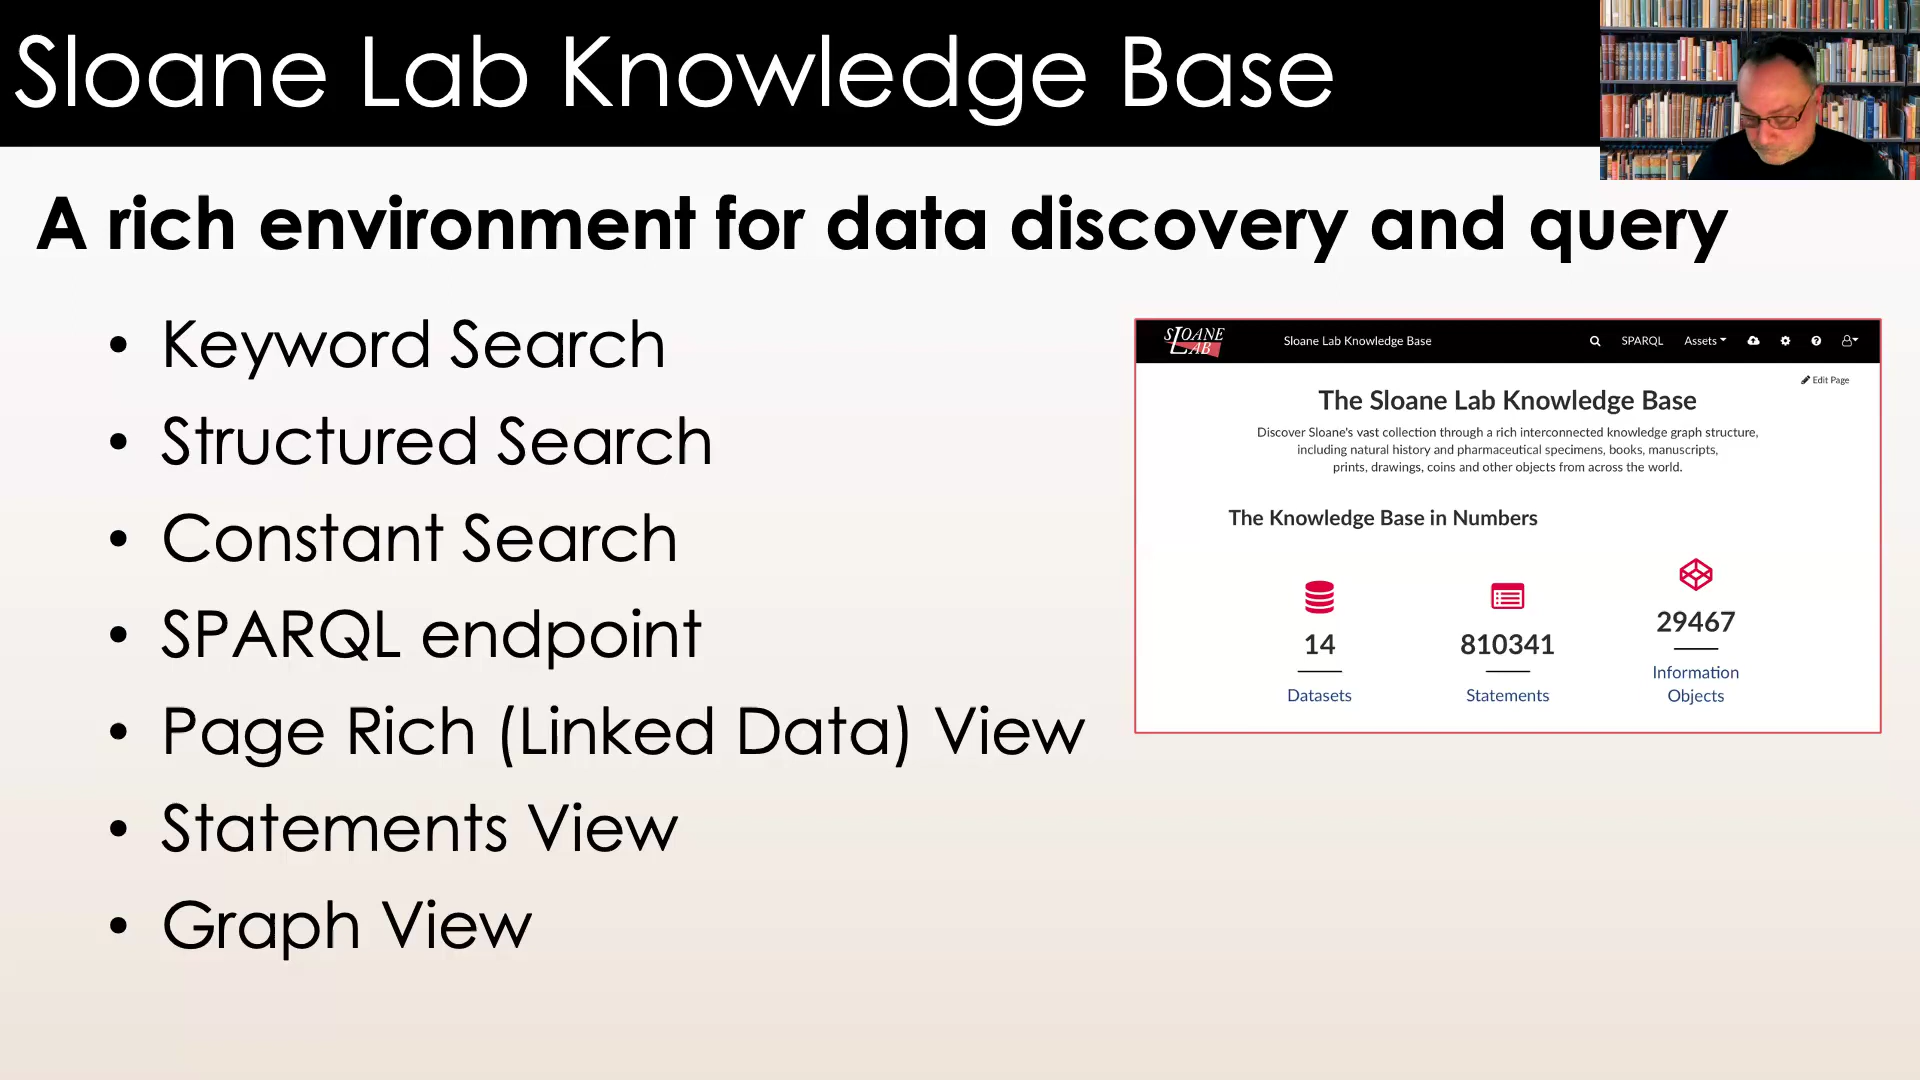 Sloane Lab Knowledge Base
A rich environment for data discovery and query
• Keyword Search
• Structured Search
• Constant Search
• SPARQL endpoint
• Page Rich (Linked Data) View
• Statements View
• Graph View
SLOANE
LAB
Sloane Lab Knowledge Base
SPARQL
Assets
Edit Page
The Sloane Lab Knowledge Base
Discover Sloane's vast collection through a rich interconnected knowledge graph structure,
including natural history and pharmaceutical specimens, books, manuscripts,
prints, drawings, coins and other objects from across the world.
The Knowledge Base in Numbers
14
Datasets
810341
Statements
29467
Information
Objects